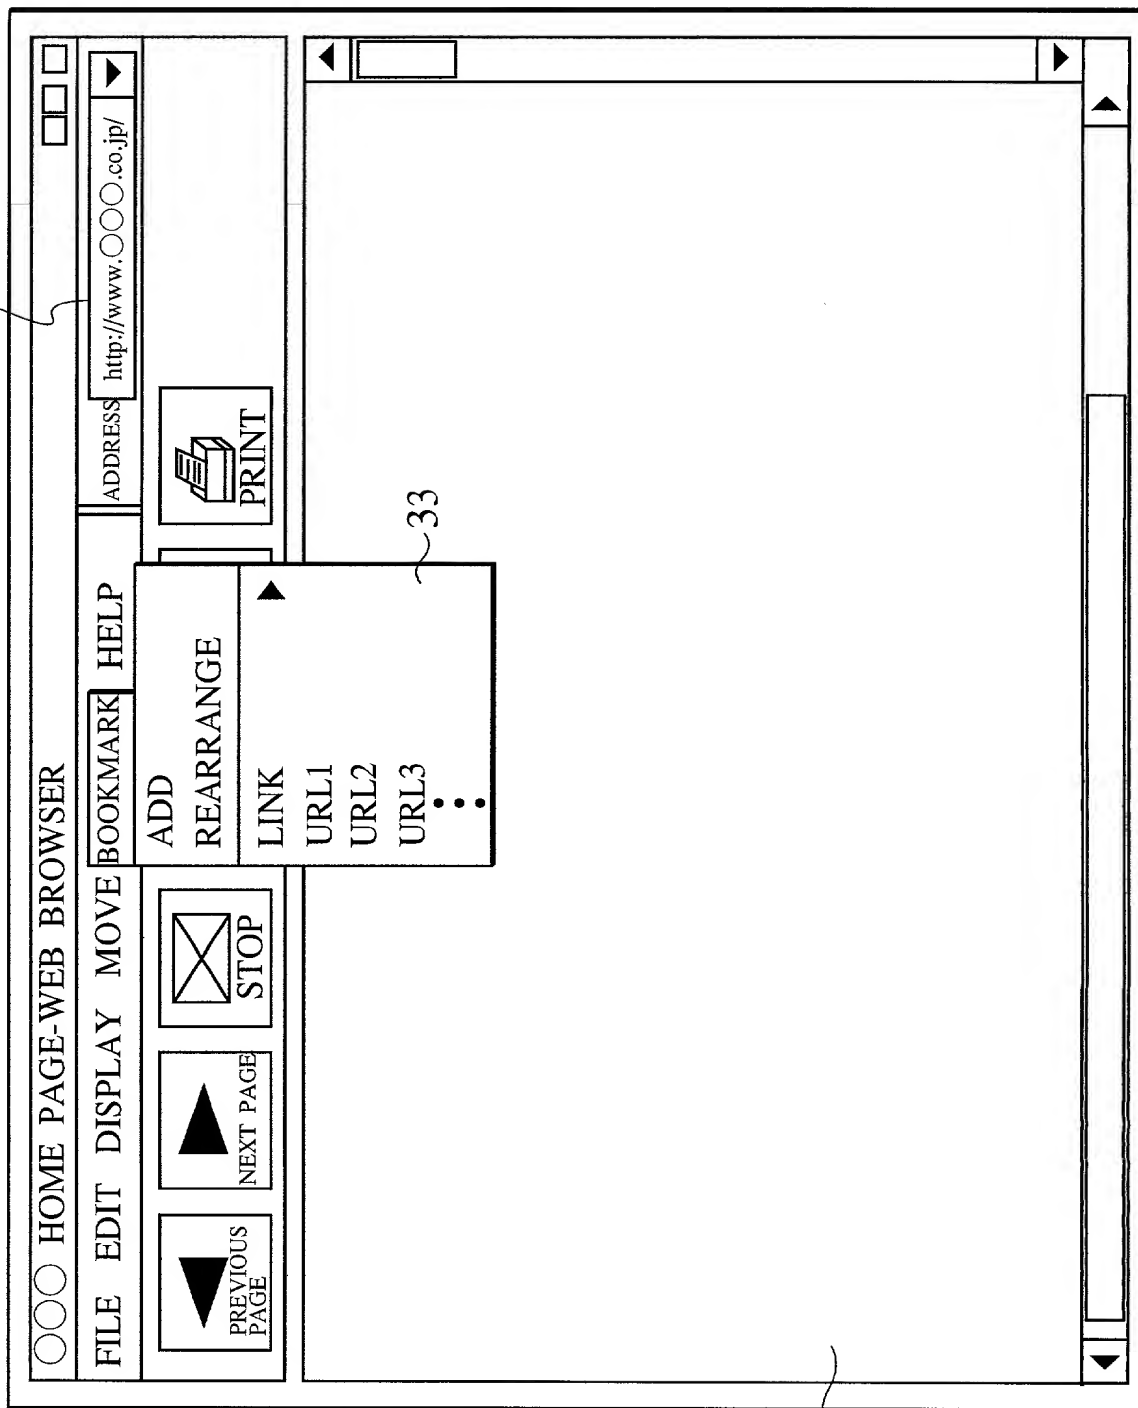 ○○○ HOME PAGE-WEB BROWSER
FILE EDIT DISPLAY MOVE BOOKMARK HELP ADDRESS http://www.○○○.co.jp/
PREVIOUS
PAGE
NEXT PAGE
STOP
PRINT
ADD
REARRANGE
LINK
URL1
URL2
URL3
33